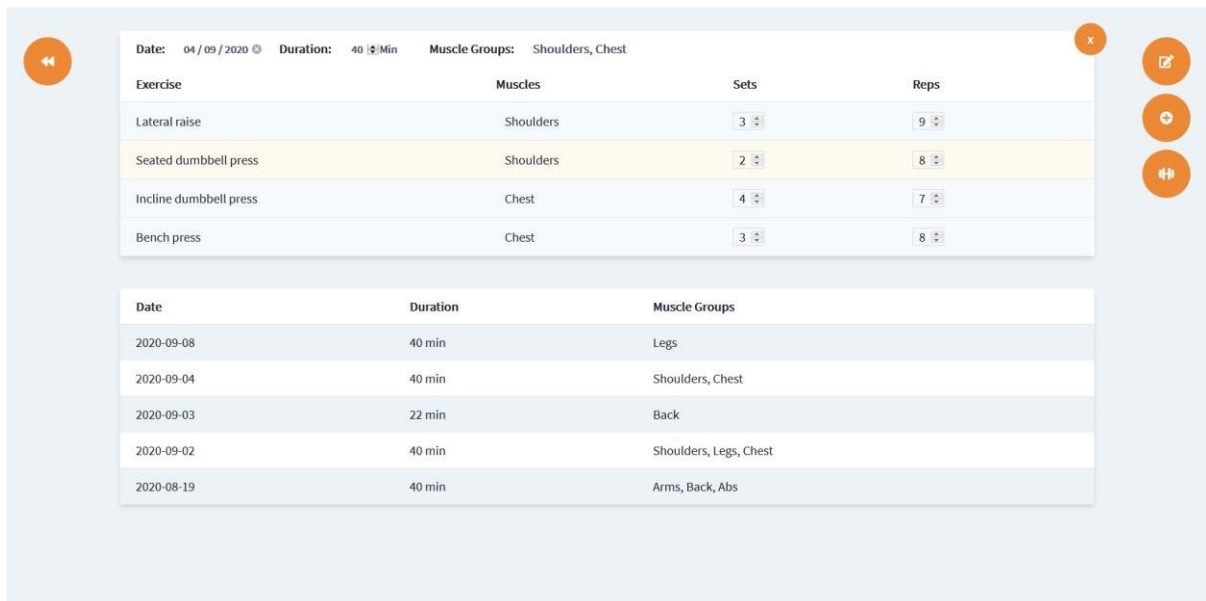 Date: 04 / 09 / 2020 Duration: 40 Min Muscle Groups: Shoulders, Chest x
Exercise Muscles Sets Reps
Lateral raise Shoulders 3 9
Seated dumbbell press Shoulders 2 8
Incline dumbbell press Chest 4 7
Bench press Chest 3 8
Date Duration Muscle Groups
2020-09-08 40 min Legs
2020-09-04 40 min Shoulders, Chest
2020-09-03 22 min Back
2020-09-02 40 min Shoulders, Legs, Chest
2020-08-19 40 min Arms, Back, Abs